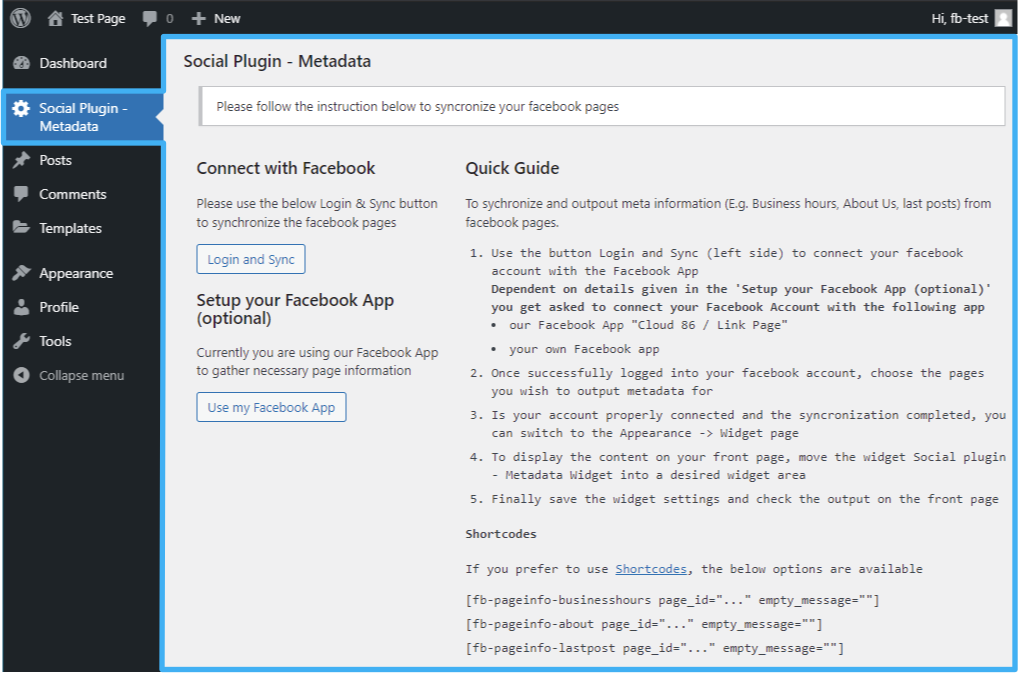 Test Page 0 New Hi, fb-test
Dashboard
Social Plugin -
Metadata
Posts
Comments
Templates
Appearance
Profile
Tools
Collapse menu
Social Plugin - Metadata
Please follow the instruction below to syncronize your facebook pages
Connect with Facebook
Please use the below Login & Sync button
to synchronize the facebook pages
Login and Sync
Setup your Facebook App
(optional)
Currently you are using our Facebook App
to gather necessary page information
Use my Facebook App
Quick Guide
To sychronize and outpout meta information (E.g. Business hours, About Us, last posts) from
facebook pages.
1. Use the button Login and Sync (left side) to connect your facebook
account with the Facebook App
Dependent on details given in the 'Setup your Facebook App (optional)'
you get asked to connect your Facebook Account with the following app
• our Facebook App "Cloud 86 / Link Page"
• your own Facebook app
2. Once successfully logged into your facebook account, choose the pages
you wish to output metadata for
3. Is your account properly connected and the syncronization completed, you
can switch to the Appearance -> Widget page
4. To display the content on your front page, move the widget Social plugin
- Metadata Widget into a desired widget area
5. Finally save the widget settings and check the output on the front page
Shortcodes
If you prefer to use Shortcodes, the below options are available
[fb-pageinfo-businesshours page_id="..." empty_message=""]
[fb-pageinfo-about page_id="..." empty_message=""]
[fb-pageinfo-lastpost page_id="..." empty_message=""]